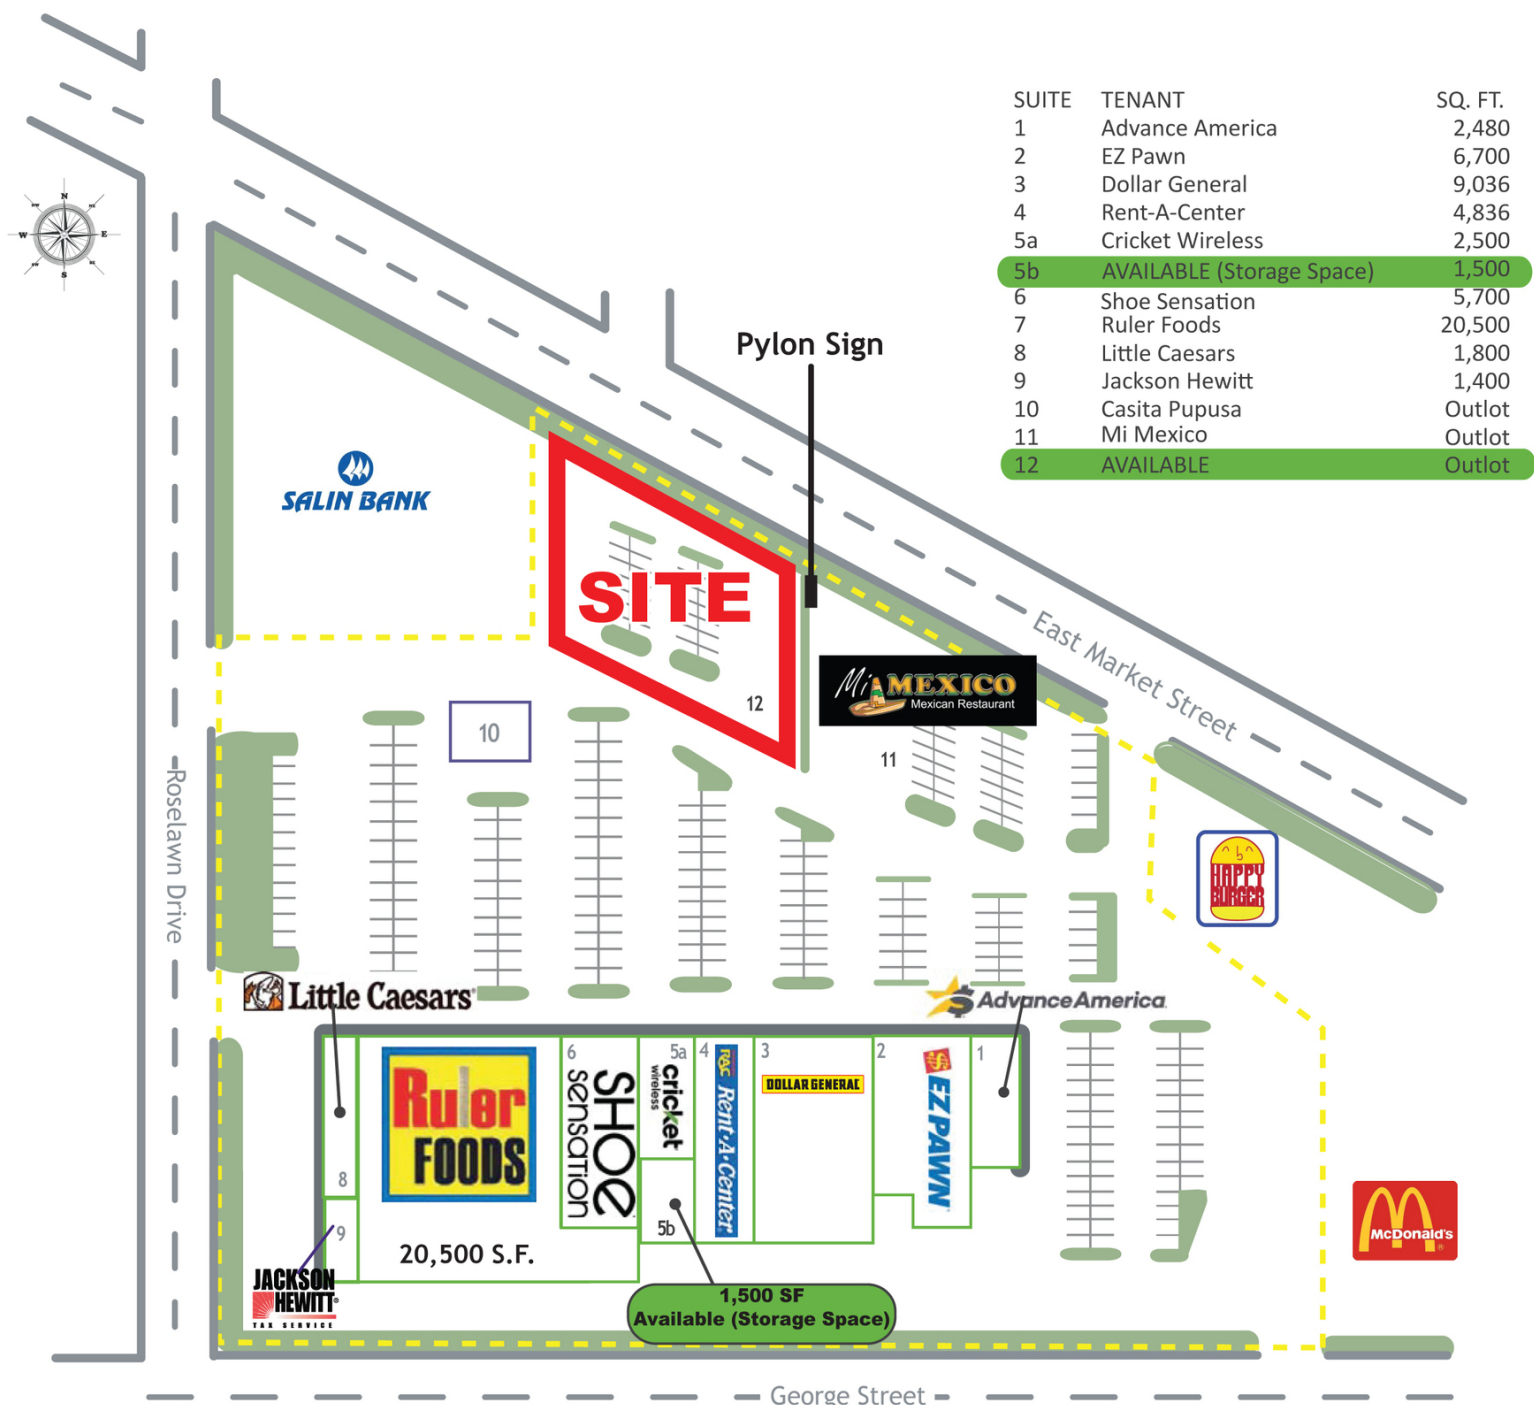 SUITE TENANT SQ. FT.
1 Advance America 2,480
2 EZ Pawn 6,700
3 Dollar General 9,036
4 Rent-A-Center 4,836
5a Cricket Wireless 2,500
5b AVAILABLE (Storage Space) 1,500
6 Shoe Sensation 5,700
7 Ruler Foods 20,500
8 Little Caesars 1,800
9 Jackson Hewitt 1,400
10 Casita Pupusa Outlot
11 Mi Mexico Outlot
12 AVAILABLE Outlot
N
W E
S
Pylon Sign
SALIN BANK
SITE
12
East Market Street
Mi MEXICO
Mexican Restaurant
10
11
Roselawn Drive
HAPPY
BURGER
Little Caesars
AdvanceAmerica
Ruler
FOODS
20,500 S.F.
6
SHOE
sensation
5a
cricket
wireless
4
RAC
Rent-A-Center
3
DOLLAR GENERAL
2
$
EZPAWN
1
8
9
5b
JACKSON
HEWITT
TAX SERVICE
1,500 SF
Available (Storage Space)
McDonald's
George Street